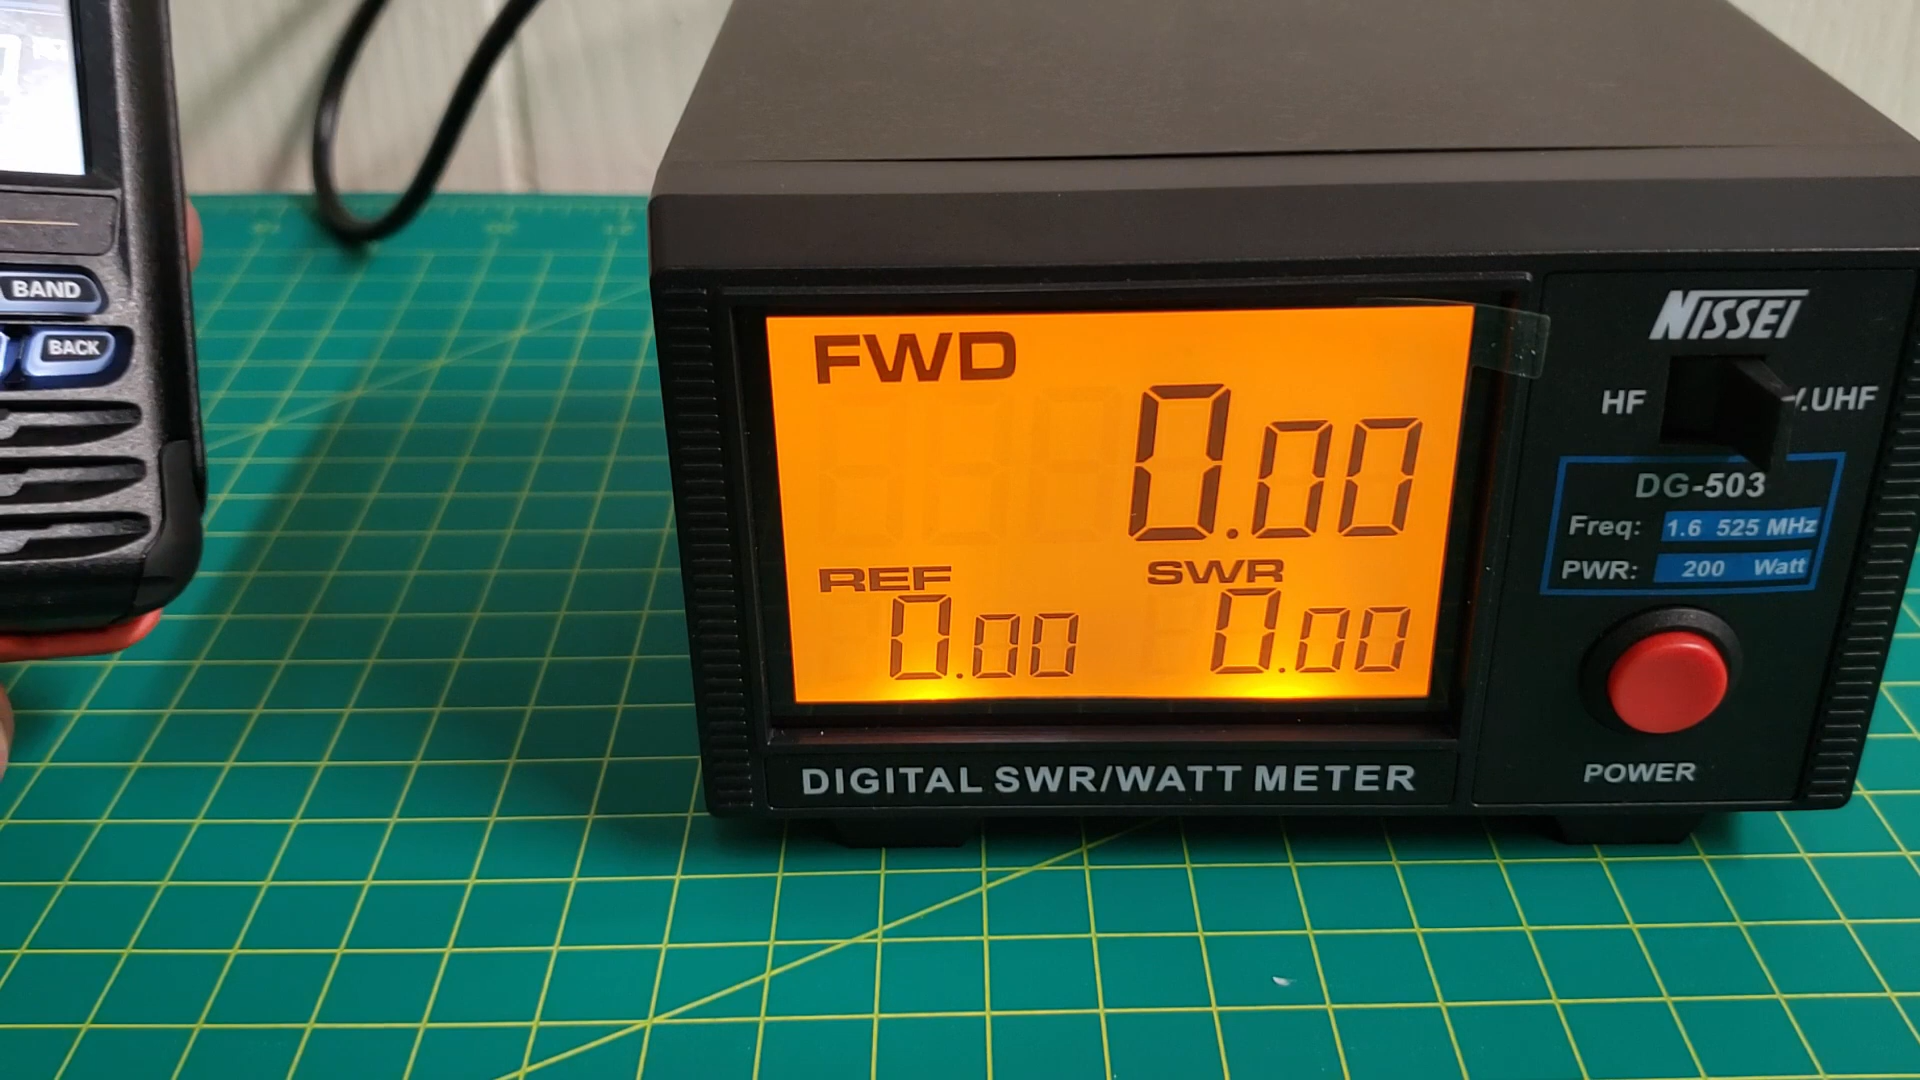 BAND
BACK
FWD
0.00
REF
0.00
SWR
0.00
DIGITAL SWR/WATT METER
NISSEI
HF
.UHF
DG-503
Freq: 1.6 525 MHz
PWR: 200 Watt
POWER